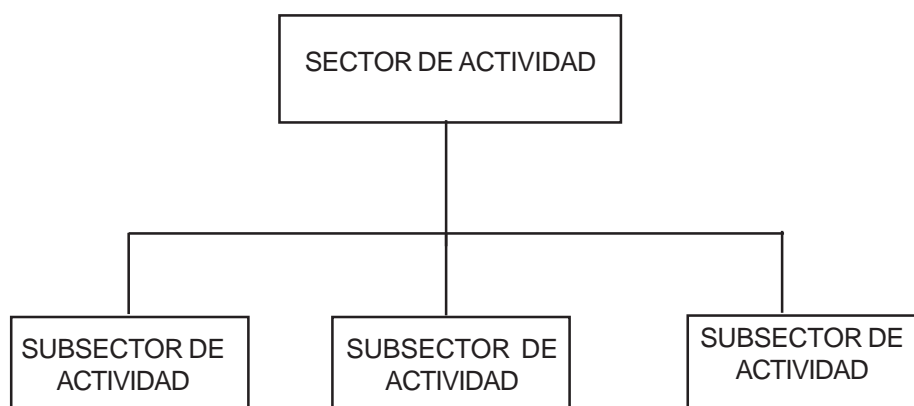 SECTOR DE ACTIVIDAD
SUBSECTOR DE
ACTIVIDAD
SUBSECTOR DE
ACTIVIDAD
SUBSECTOR DE
ACTIVIDAD